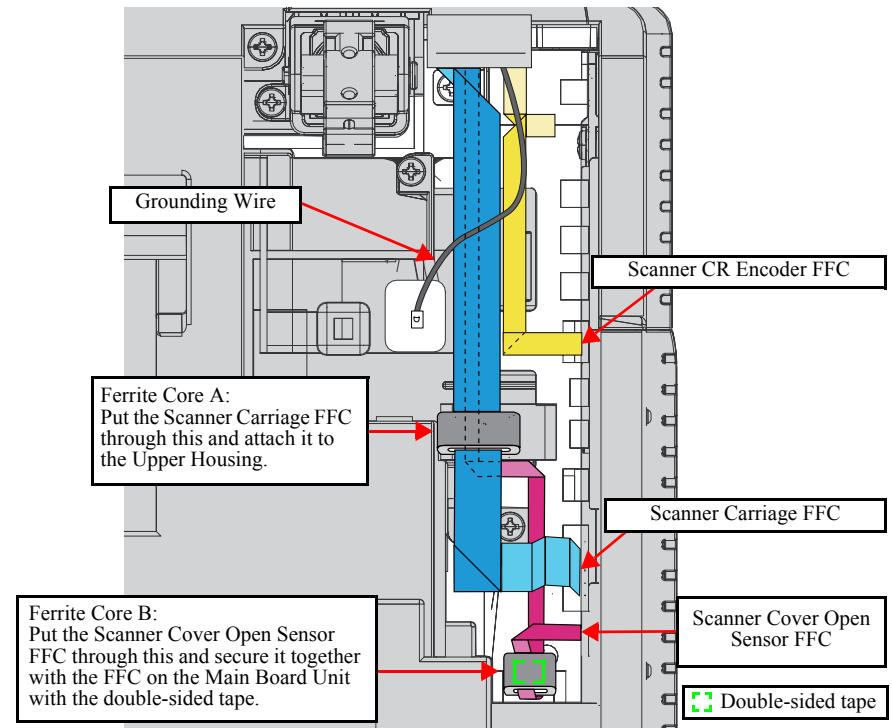 Grounding Wire
Scanner CR Encoder FFC
Ferrite Core A:
Put the Scanner Carriage FFC
through this and attach it to
the Upper Housing.
Scanner Carriage FFC
Ferrite Core B:
Put the Scanner Cover Open Sensor
FFC through this and secure it together
with the FFC on the Main Board Unit
with the double-sided tape.
Scanner Cover Open
Sensor FFC
Double-sided tape